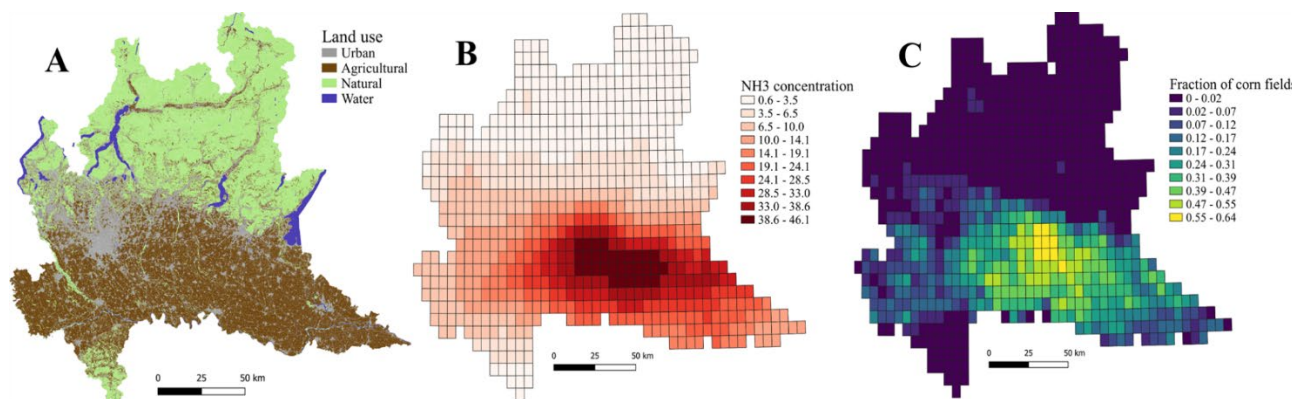 A
Land use
Urban
Agricultural
Natural
Water
0 25 50 km
B
NH3 concentration
0.6 - 3.5
3.5 - 6.5
6.5 - 10.0
10.0 - 14.1
14.1 - 19.1
19.1 - 24.1
24.1 - 28.5
28.5 - 33.0
33.0 - 38.6
38.6 - 46.1
0 25 50 km
C
Fraction of corn fields
0 - 0.02
0.02 - 0.07
0.07 - 0.12
0.12 - 0.17
0.17 - 0.24
0.24 - 0.31
0.31 - 0.39
0.39 - 0.47
0.47 - 0.55
0.55 - 0.64
0 25 50 km